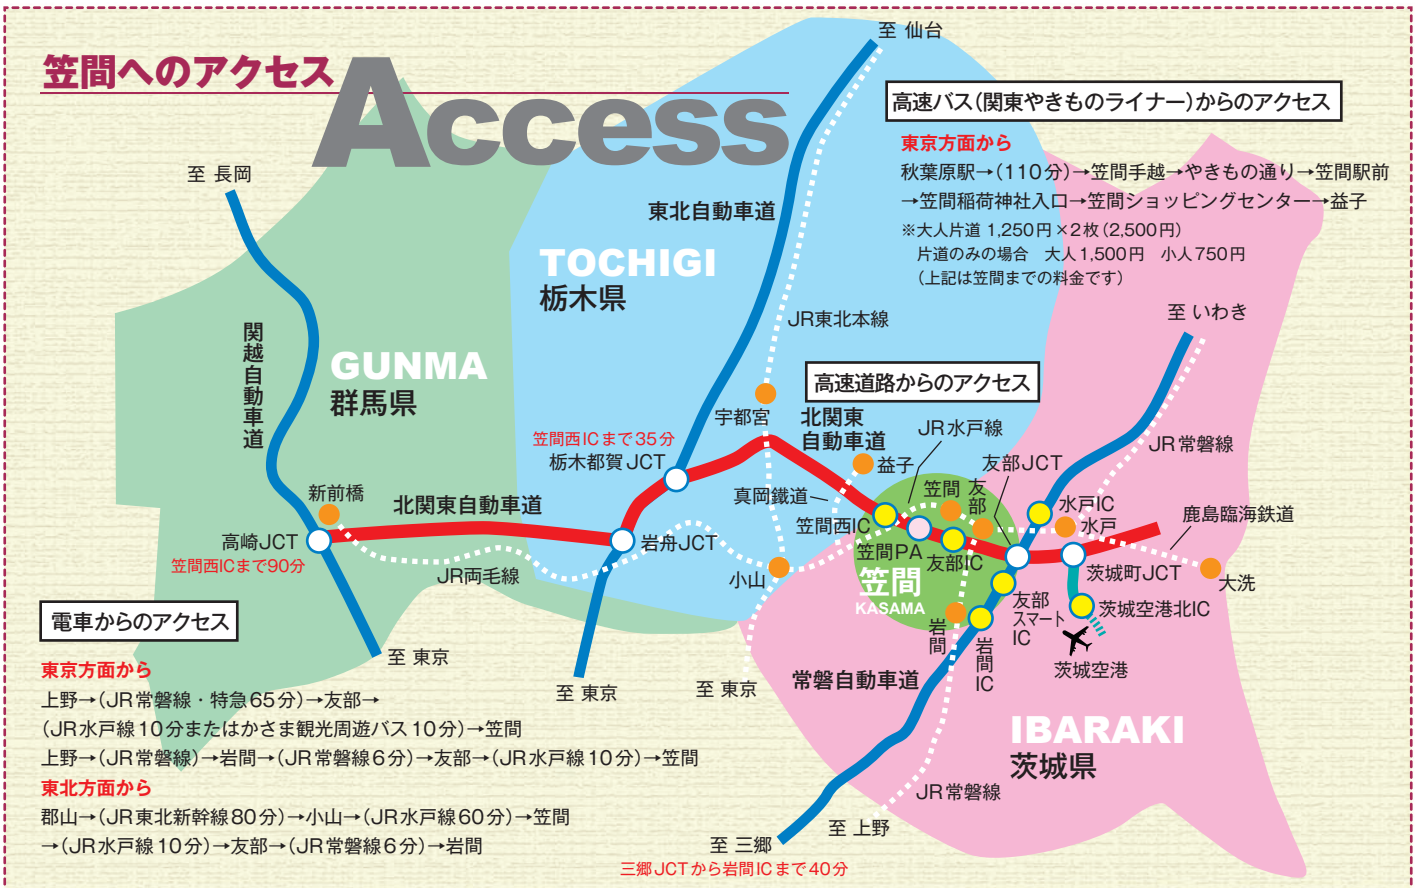 笠間へのアクセス
Access
高速バス(関東やきものライナー)からのアクセス
東京方面から
秋葉原駅→(110分)→笠間手越→やきもの通り→笠間駅前
→笠間稲荷神社入口→笠間ショッピングセンター→益子
※大人片道 1,250円×2枚(2,500円)
片道のみの場合 大人1,500円 小人750円
(上記は笠間までの料金です)
至 仙台
至 長岡
東北自動車道
TOCHIGI
栃木県
JR東北本線
至 いわき
関越自動車道
GUNMA
群馬県
高速道路からのアクセス
宇都宮
北関東
自動車道
JR水戸線
JR常磐線
笠間西ICまで35分
栃木都賀JCT
益子
友部JCT
新前橋
北関東自動車道
真岡鐵道
笠間
友部
水戸IC
水戸
鹿島臨海鉄道
笠間西IC
高崎JCT
笠間西ICまで90分
岩舟JCT
笠間PA
友部IC
JR両毛線
小山
茨城町JCT
大洗
笠間
KASAMA
友部
スマート
IC
茨城空港北IC
岩間
岩間IC
茨城空港
電車からのアクセス
至 東京
至 東京
至 東京
常磐自動車道
東京方面から
上野→(JR常磐線・特急65分)→友部→
(JR水戸線10分またはかさま観光周遊バス10分)→笠間
上野→(JR常磐線)→岩間→(JR常磐線6分)→友部→(JR水戸線10分)→笠間
東北方面から
郡山→(JR東北新幹線80分)→小山→(JR水戸線60分)→笠間
→(JR水戸線10分)→友部→(JR常磐線6分)→岩間
IBARAKI
茨城県
JR常磐線
至 上野
至 三郷
三郷JCTから岩間ICまで40分